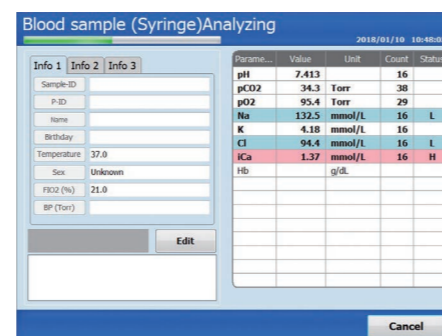 Blood sample (Syringe)Analyzing
2018/01/10 10:48:0
Info 1 Info 2 Info 3
Sample-ID
P-ID
Name
Birthday
Temperature 37.0
Sex Unknown
FIO2 (%) 21.0
BP (Torr)
Edit
Parame... Value Unit Count Status
pH 7.413 16
pCO2 34.3 Torr 38
pO2 95.4 Torr 29
Na 132.5 mmol/L 16 L
K 4.18 mmol/L 16
Cl 94.4 mmol/L 16 L
iCa 1.37 mmol/L 16 H
Hb g/dL
Cancel